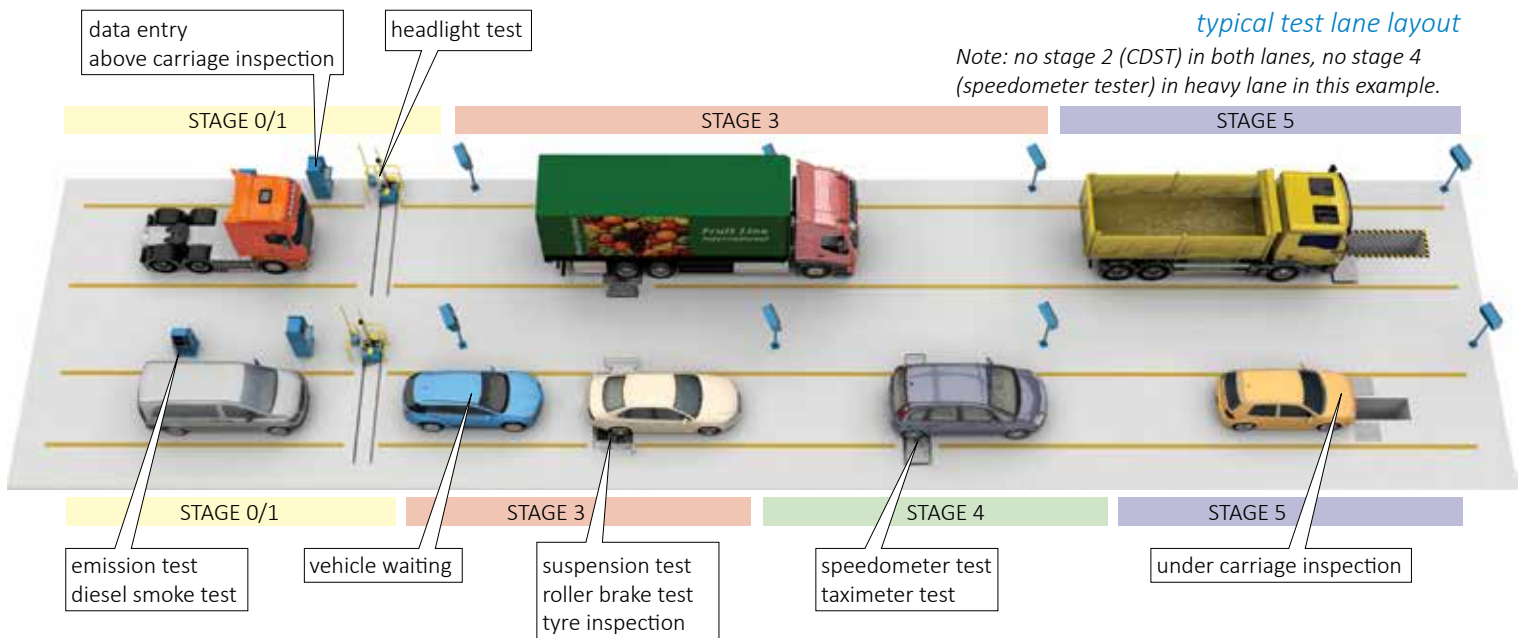 typical test lane layout
Note: no stage 2 (CDST) in both lanes, no stage 4
(speedometer tester) in heavy lane in this example.
data entry
above carriage inspection
headlight test
STAGE 0/1
STAGE 3
STAGE 5
Fruit Line
International
STAGE 0/1
STAGE 3
STAGE 4
STAGE 5
emission test
diesel smoke test
vehicle waiting
suspension test
roller brake test
tyre inspection
speedometer test
taximeter test
under carriage inspection